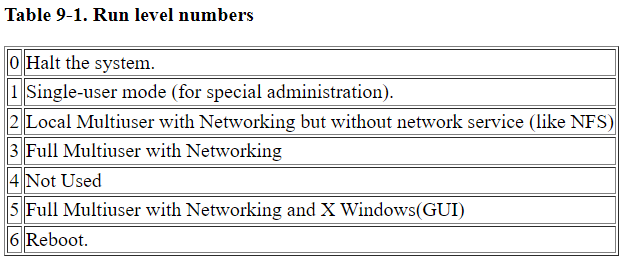 Table 9-1. Run level numbers
0 Halt the system.
1 Single-user mode (for special administration).
2 Local Multiuser with Networking but without network service (like NFS)
3 Full Multiuser with Networking
4 Not Used
5 Full Multiuser with Networking and X Windows(GUI)
6 Reboot.